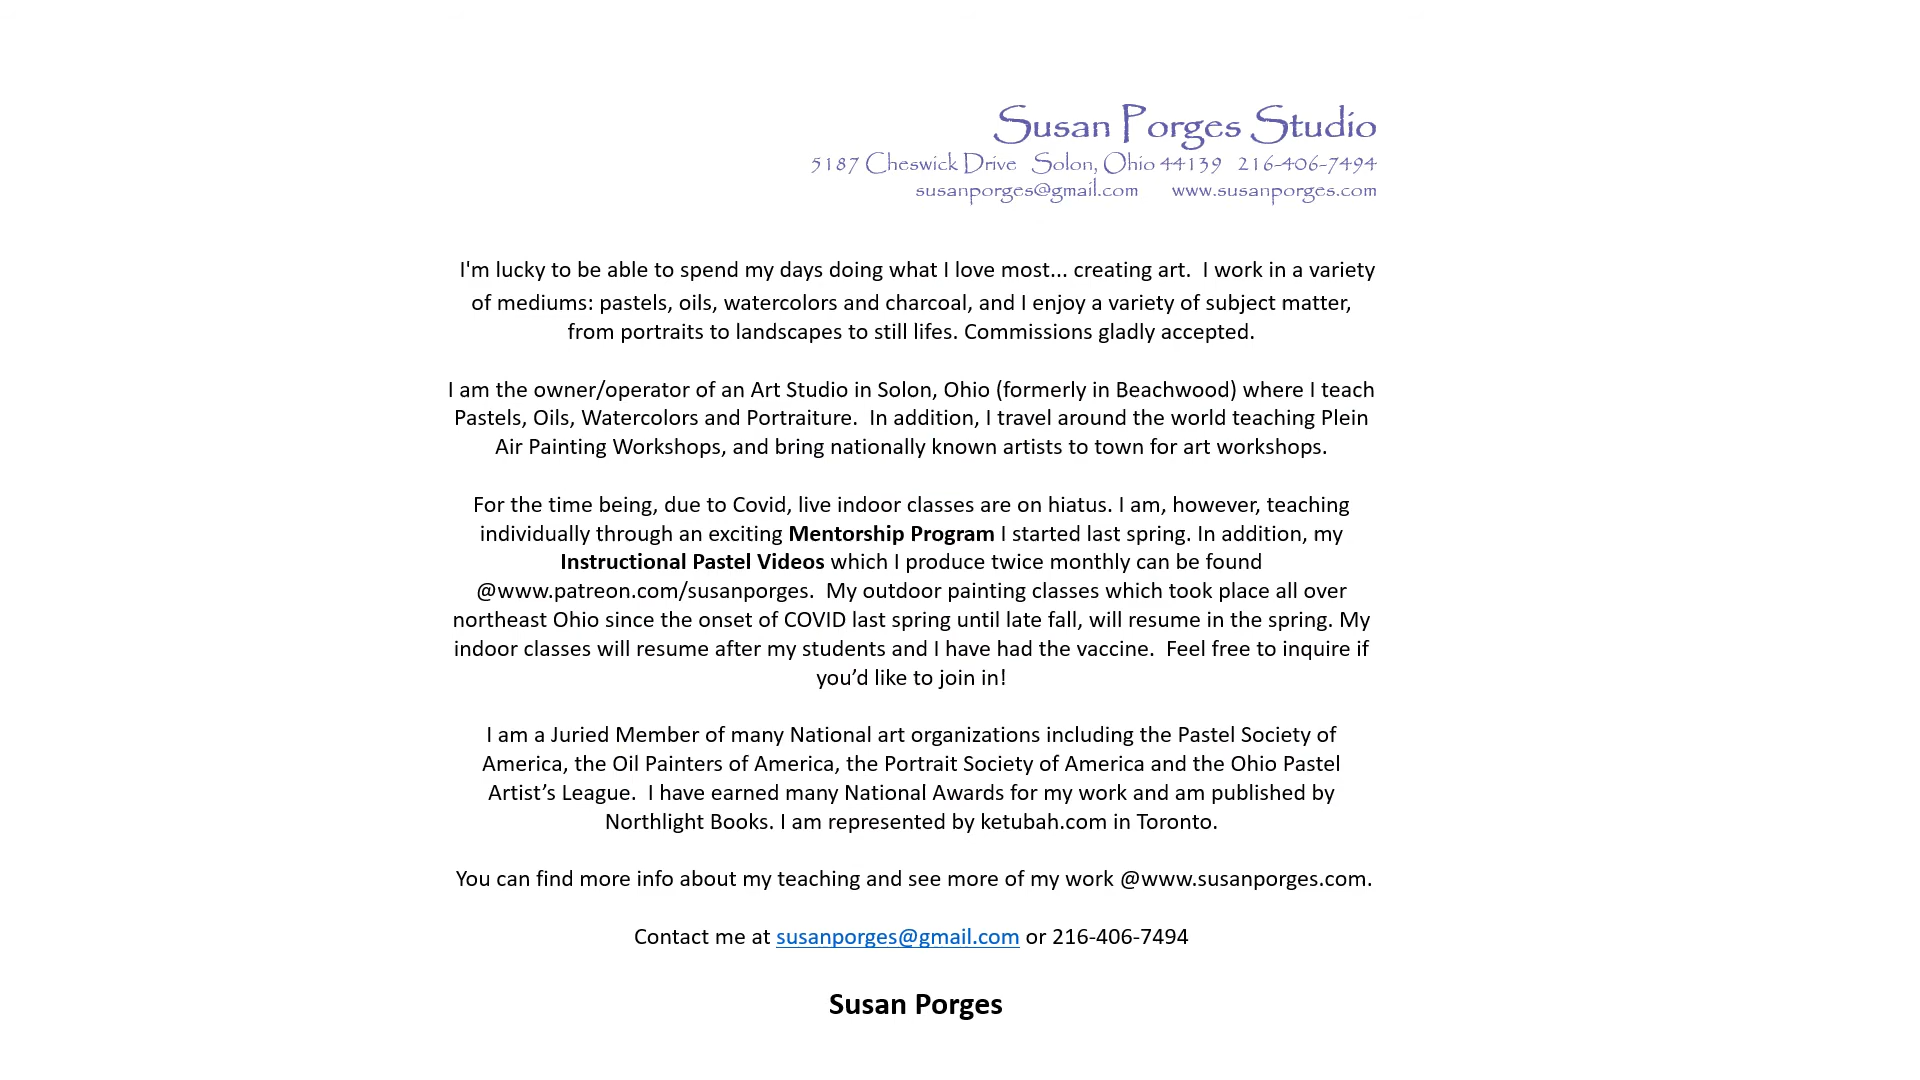 Susan Porges Studio
5187 Cheswick Drive Solon, Ohio 44139 216-406-7494
susanporges@gmail.com www.susanporges.com
I'm lucky to be able to spend my days doing what I love most... creating art. I work in a variety
of mediums: pastels, oils, watercolors and charcoal, and I enjoy a variety of subject matter,
from portraits to landscapes to still lifes. Commissions gladly accepted.
I am the owner/operator of an Art Studio in Solon, Ohio (formerly in Beachwood) where I teach
Pastels, Oils, Watercolors and Portraiture. In addition, I travel around the world teaching Plein
Air Painting Workshops, and bring nationally known artists to town for art workshops.
For the time being, due to Covid, live indoor classes are on hiatus. I am, however, teaching
individually through an exciting Mentorship Program I started last spring. In addition, my
Instructional Pastel Videos which I produce twice monthly can be found
@www.patreon.com/susanporges. My outdoor painting classes which took place all over
northeast Ohio since the onset of COVID last spring until late fall, will resume in the spring. My
indoor classes will resume after my students and I have had the vaccine. Feel free to inquire if
you’d like to join in!
I am a Juried Member of many National art organizations including the Pastel Society of
America, the Oil Painters of America, the Portrait Society of America and the Ohio Pastel
Artist’s League. I have earned many National Awards for my work and am published by
Northlight Books. I am represented by ketubah.com in Toronto.
You can find more info about my teaching and see more of my work @www.susanporges.com.
Contact me at susanporges@gmail.com or 216-406-7494
Susan Porges